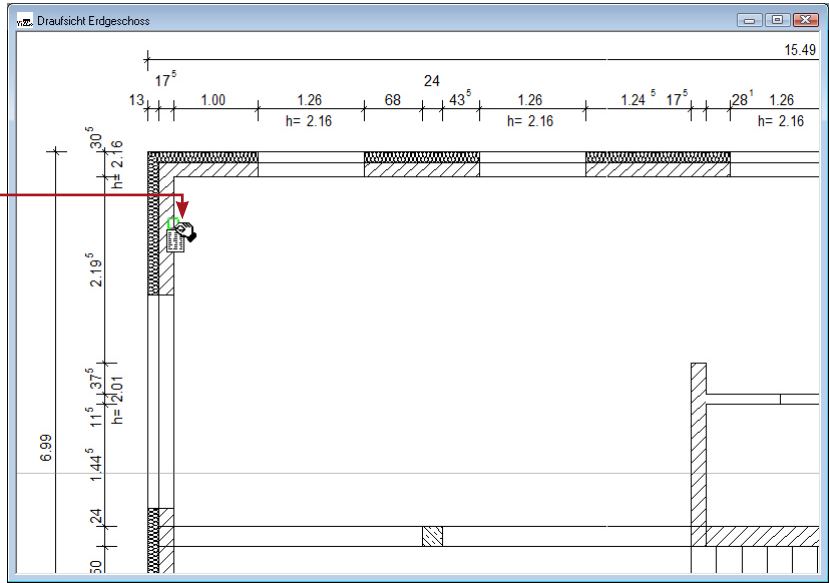 Draufsicht Erdgeschoss
15.49
17⁵ 24
13 1.00 1.26 68 43⁵ 1.26 1.24 ⁵ 17⁵ 28¹ 1.26
h= 2.16 h= 2.16 h= 2.16
30⁵
h= 2.16
2.19⁵
37⁵
h= 2.01
11⁵
6.99
1.44⁵
24